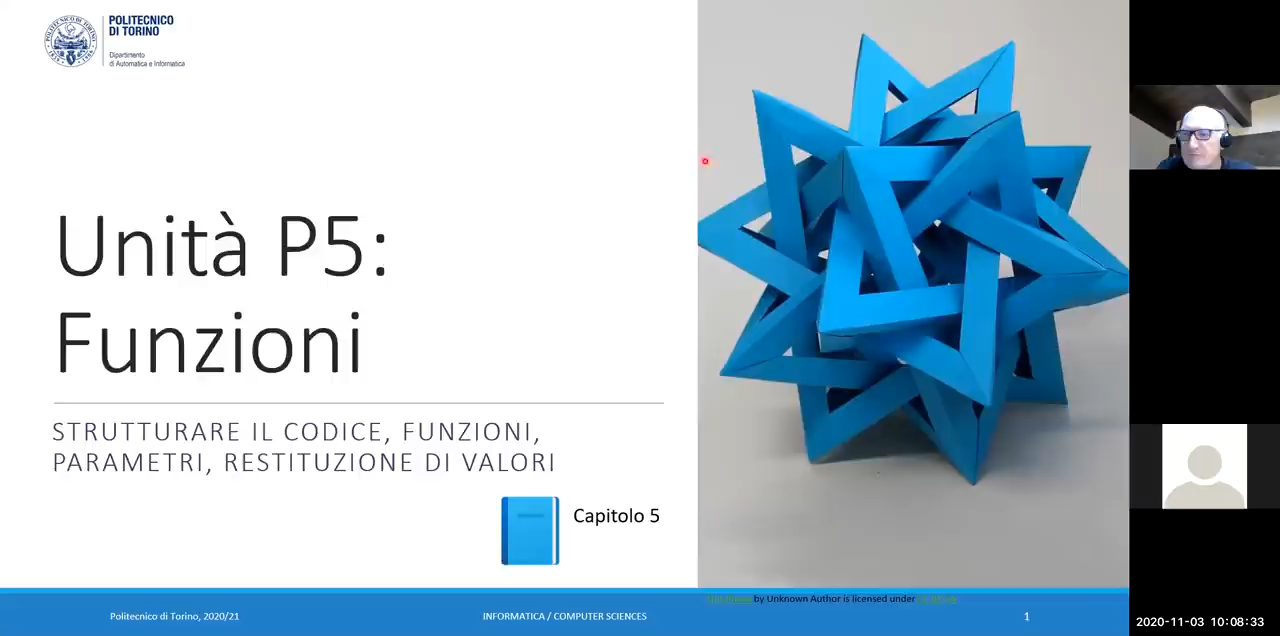 POLITECNICO
DI TORINO
Dipartimento
di Automatica e Informatica
Unità P5:
Funzioni
STRUTTURARE IL CODICE, FUNZIONI,
PARAMETRI, RESTITUZIONE DI VALORI
Capitolo 5
by Unknown Author is licensed under
Politecnico di Torino, 2020/21
INFORMATICA / COMPUTER SCIENCES
1
2020-11-03 10:08:33